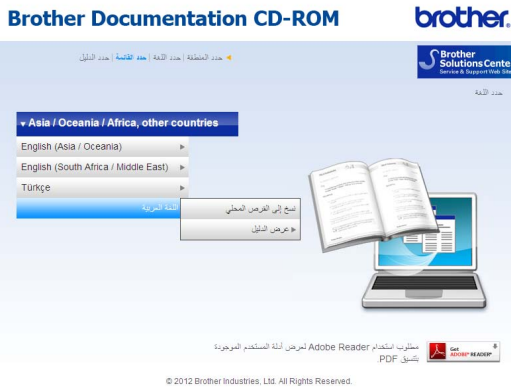 Brother Documentation CD-ROM
brother
Brother
Solutions Cente
Service & Support Web Site
حدد المنطقة | حدد اللغة | حدد القائمة | حدد الدليل
حدد اللغة
Asia / Oceania / Africa, other countries
English (Asia / Oceania)
English (South Africa / Middle East)
Türkçe
اللغة العربية
نسخ إلى القرص المحلي
عرض الدليل
مطلوب استخدام Adobe Reader لعرض أدلة المستخدم الموجودة
بتنسيق PDF.
Get
ADOBE® READER®
© 2012 Brother Industries, Ltd. All Rights Reserved.